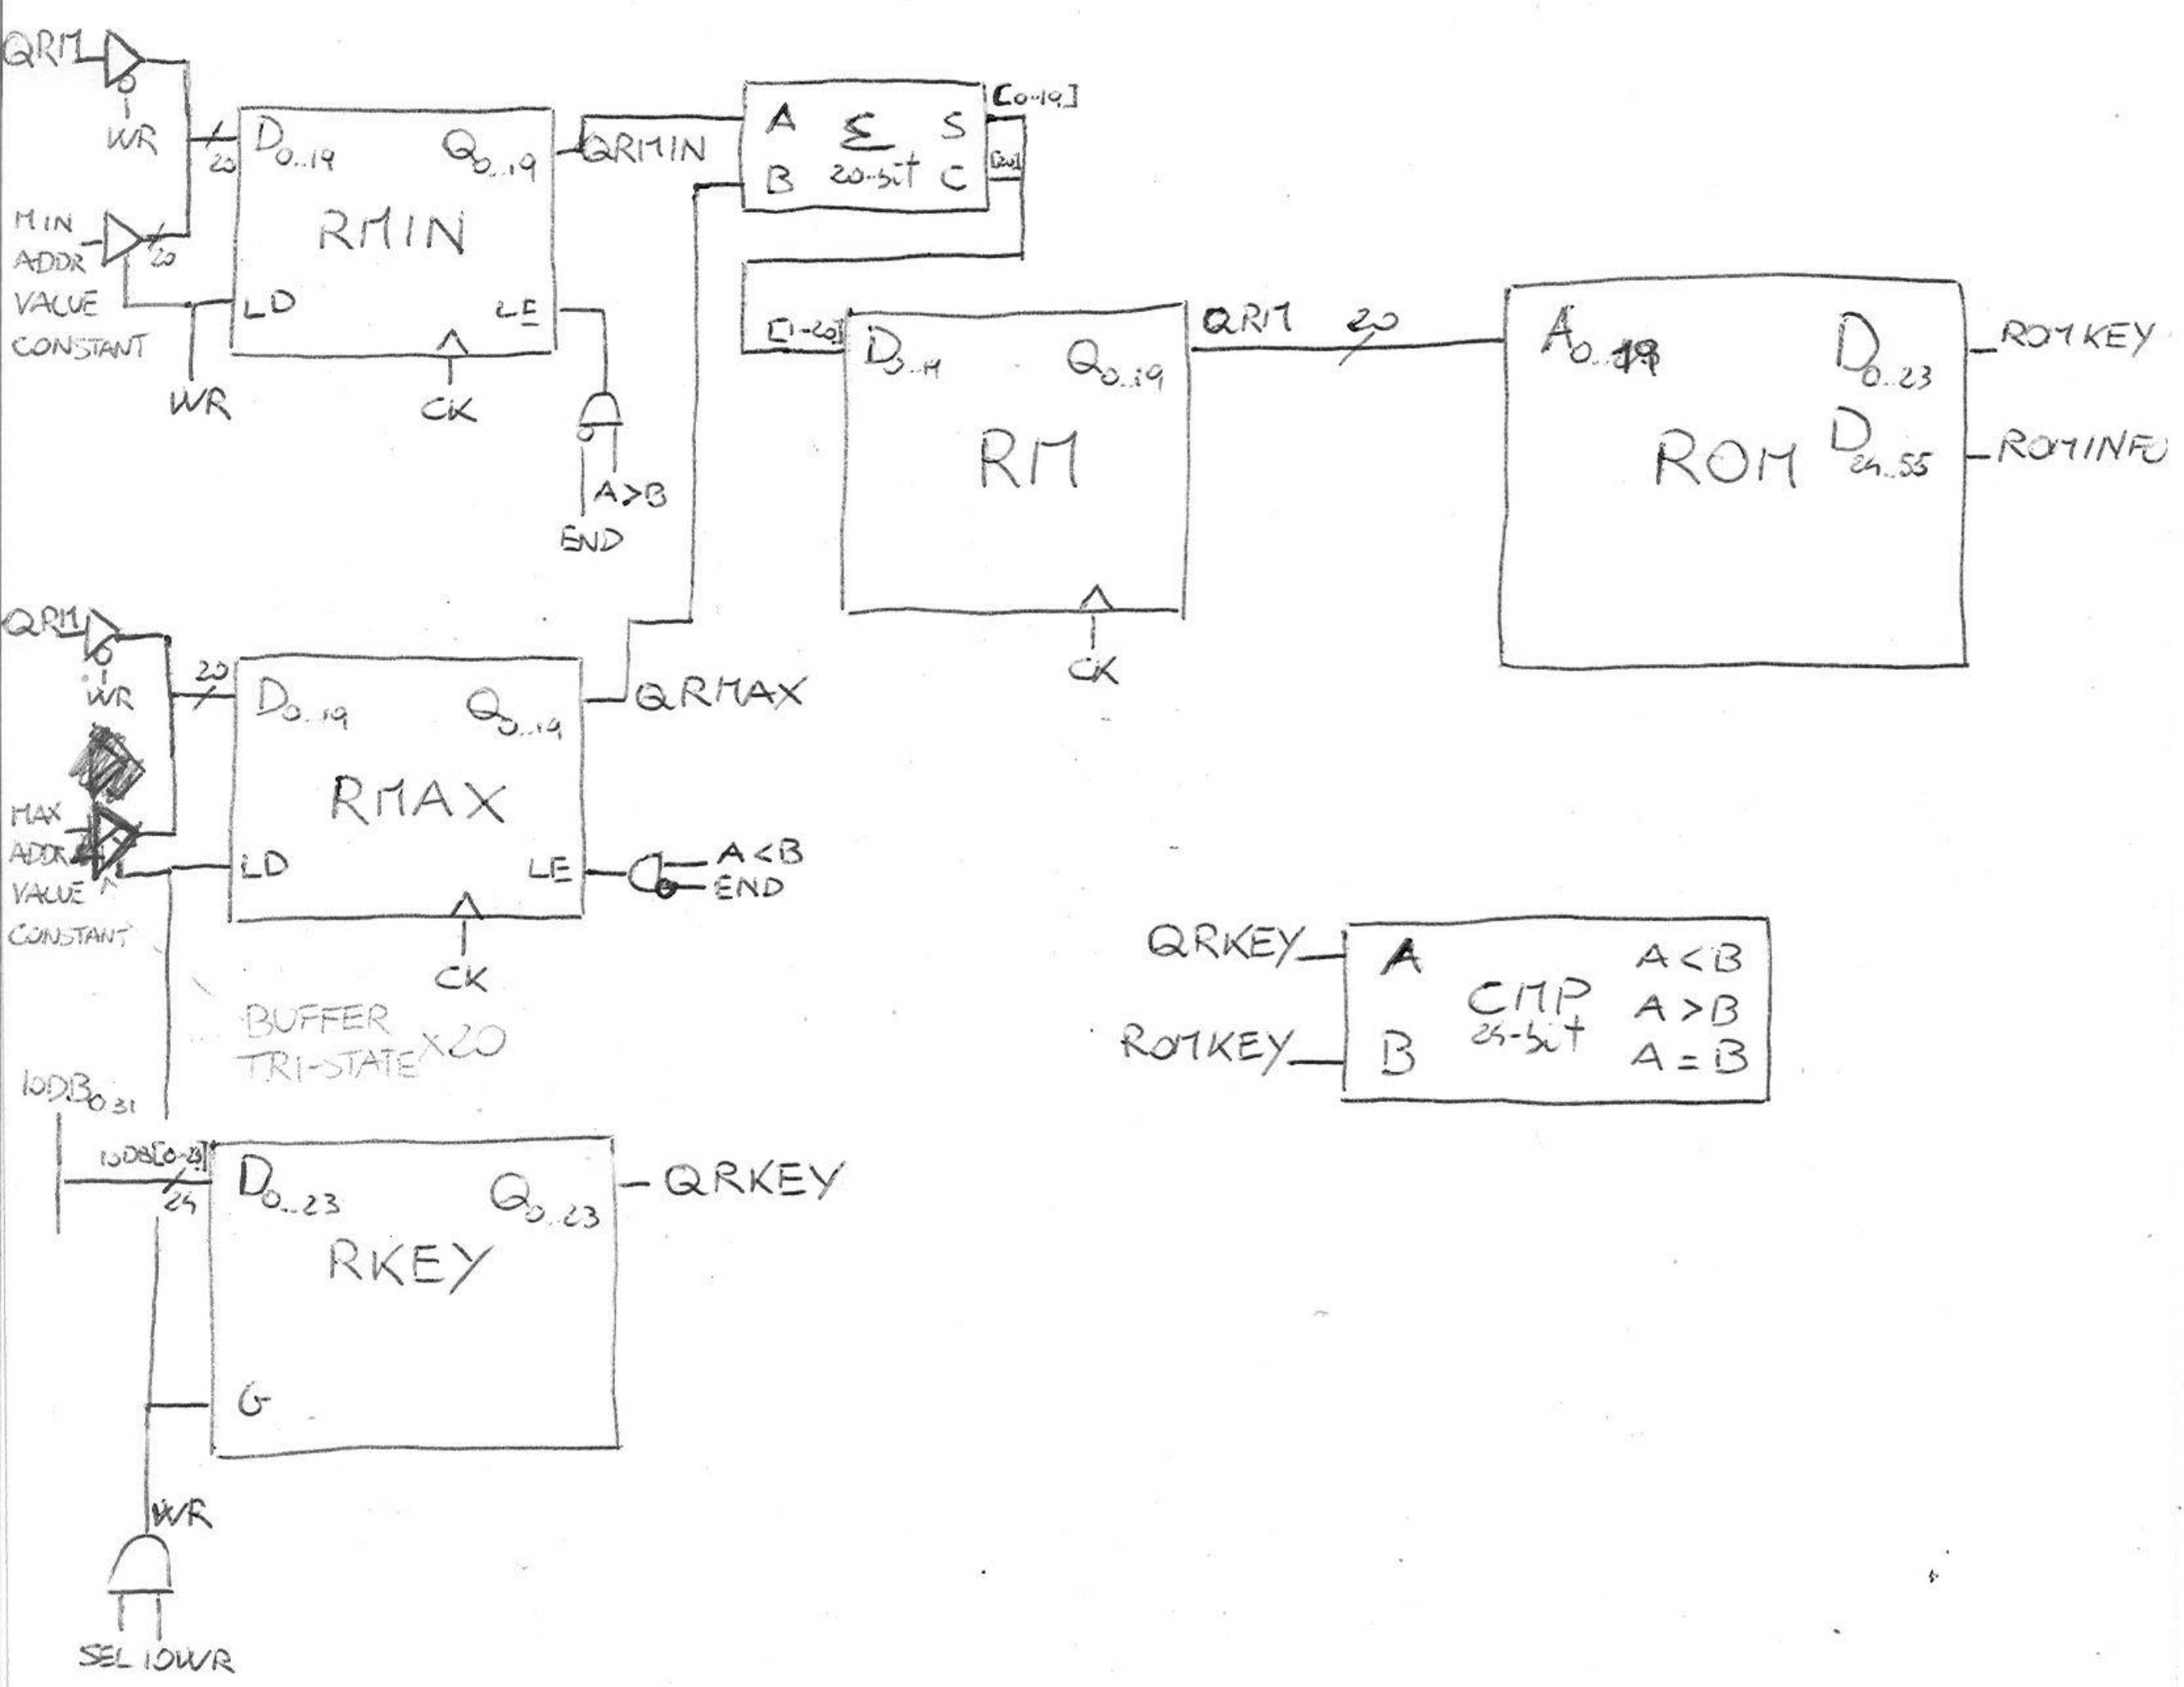 QRM
WR
MIN
ADDR
VALUE
CONSTANT
20
20
D0..19
Q0..19
RMIN
LD
LE
WR
CK
A>B
END
QRMIN
A Σ S
B 20-bit C
[0-19]
[20]
[1-20]
Q0..19
RM
CK
QRM 20
A0..19
D0..23
D24..55
ROM
ROMKEY
ROMINFO
QRM
WR
20
MAX
ADDR
VALUE
CONSTANT
D0..19
Q0..19
RMAX
LD
LE
CK
QRMAX
A<B
END
BUFFER
TRI-STATE x20
QRKEY
ROMKEY
A
B
CMP
24-bit
A<B
A>B
A=B
IODB0..31
IODB[0-23]
24
D0..23
Q0..23
RKEY
G
QRKEY
WR
SEL IOWR